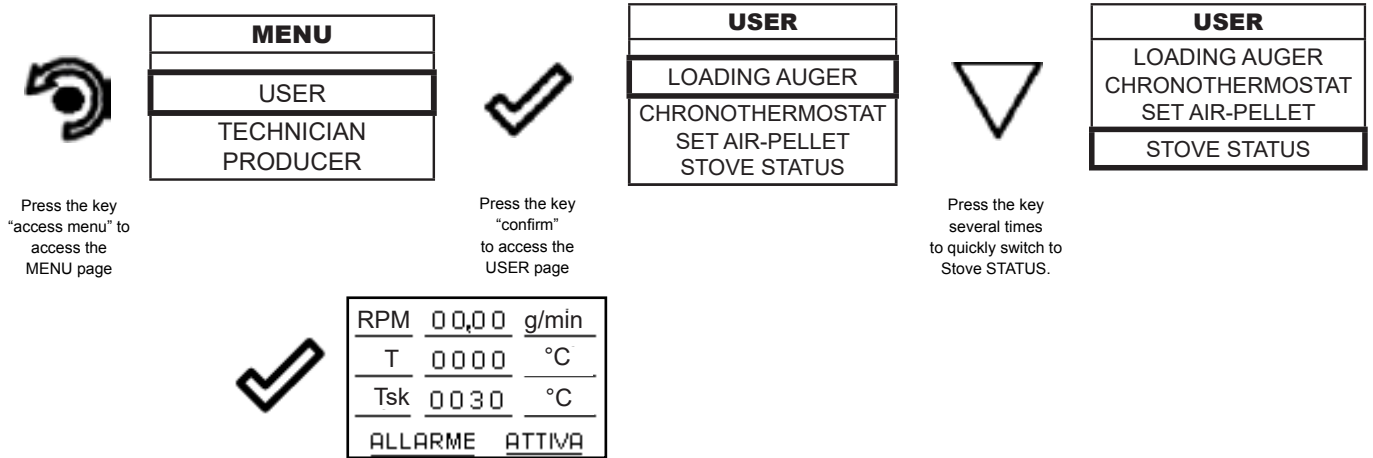 MENU
USER
TECHNICIAN
PRODUCER
Press the key
“access menu” to
access the
MENU page
Press the key
“confirm”
to access the
USER page
USER
LOADING AUGER
CHRONOTHERMOSTAT
SET AIR-PELLET
STOVE STATUS
Press the key
several times
to quickly switch to
Stove STATUS.
USER
LOADING AUGER
CHRONOTHERMOSTAT
SET AIR-PELLET
STOVE STATUS
RPM 00,00 g/min
T 0000 °C
Tsk 0030 °C
ALLARME ATTIVA